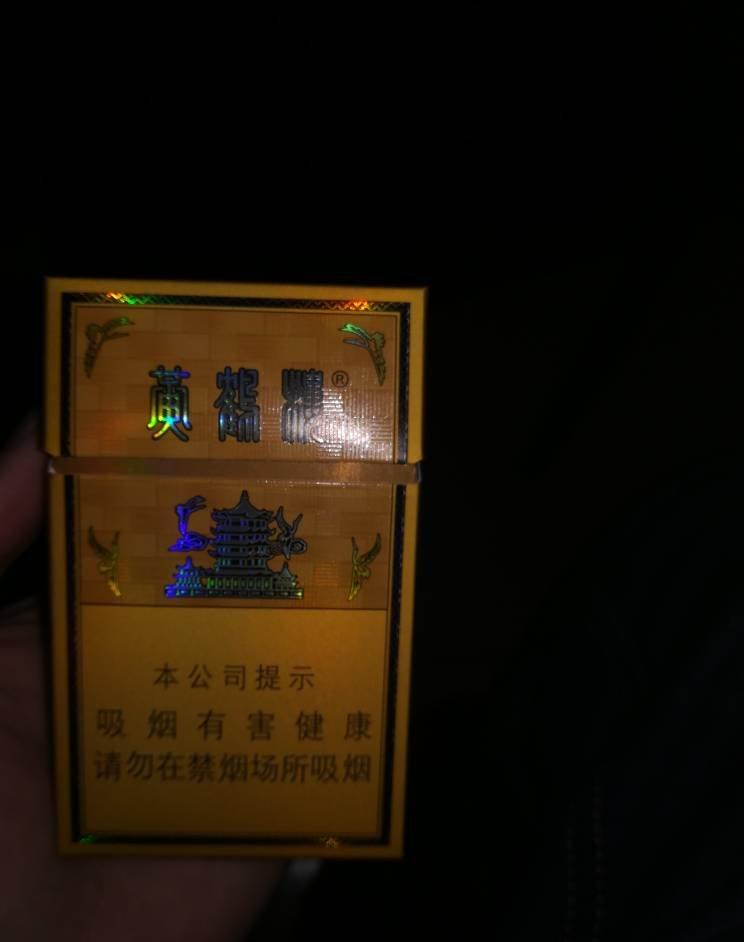 黄鹤楼®
本公司提示
吸烟有害健康
请勿在禁烟场所吸烟